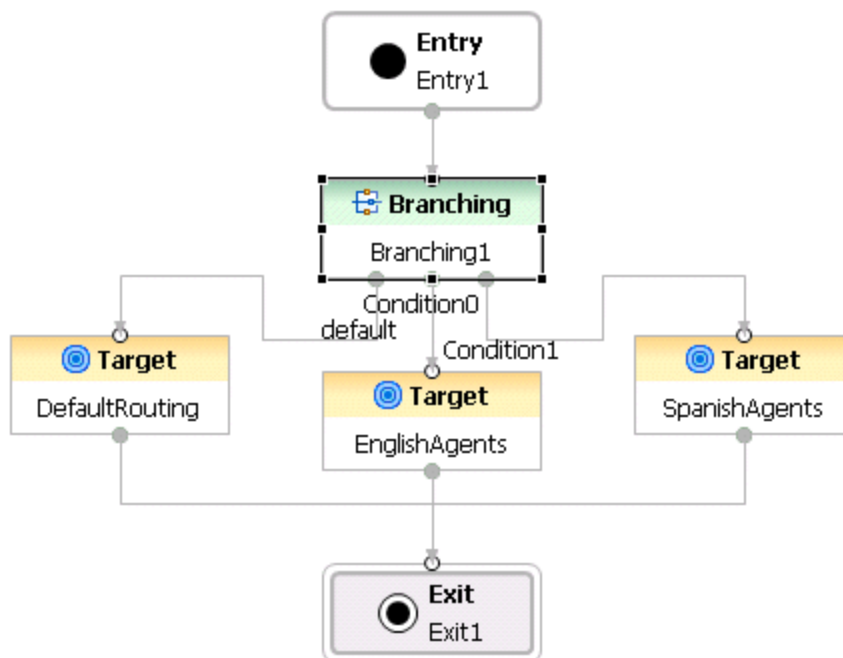 Entry
Entry1
Branching
Branching1
Condition0
default
Condition1
Target
DefaultRouting
Target
EnglishAgents
Target
SpanishAgents
Exit
Exit1